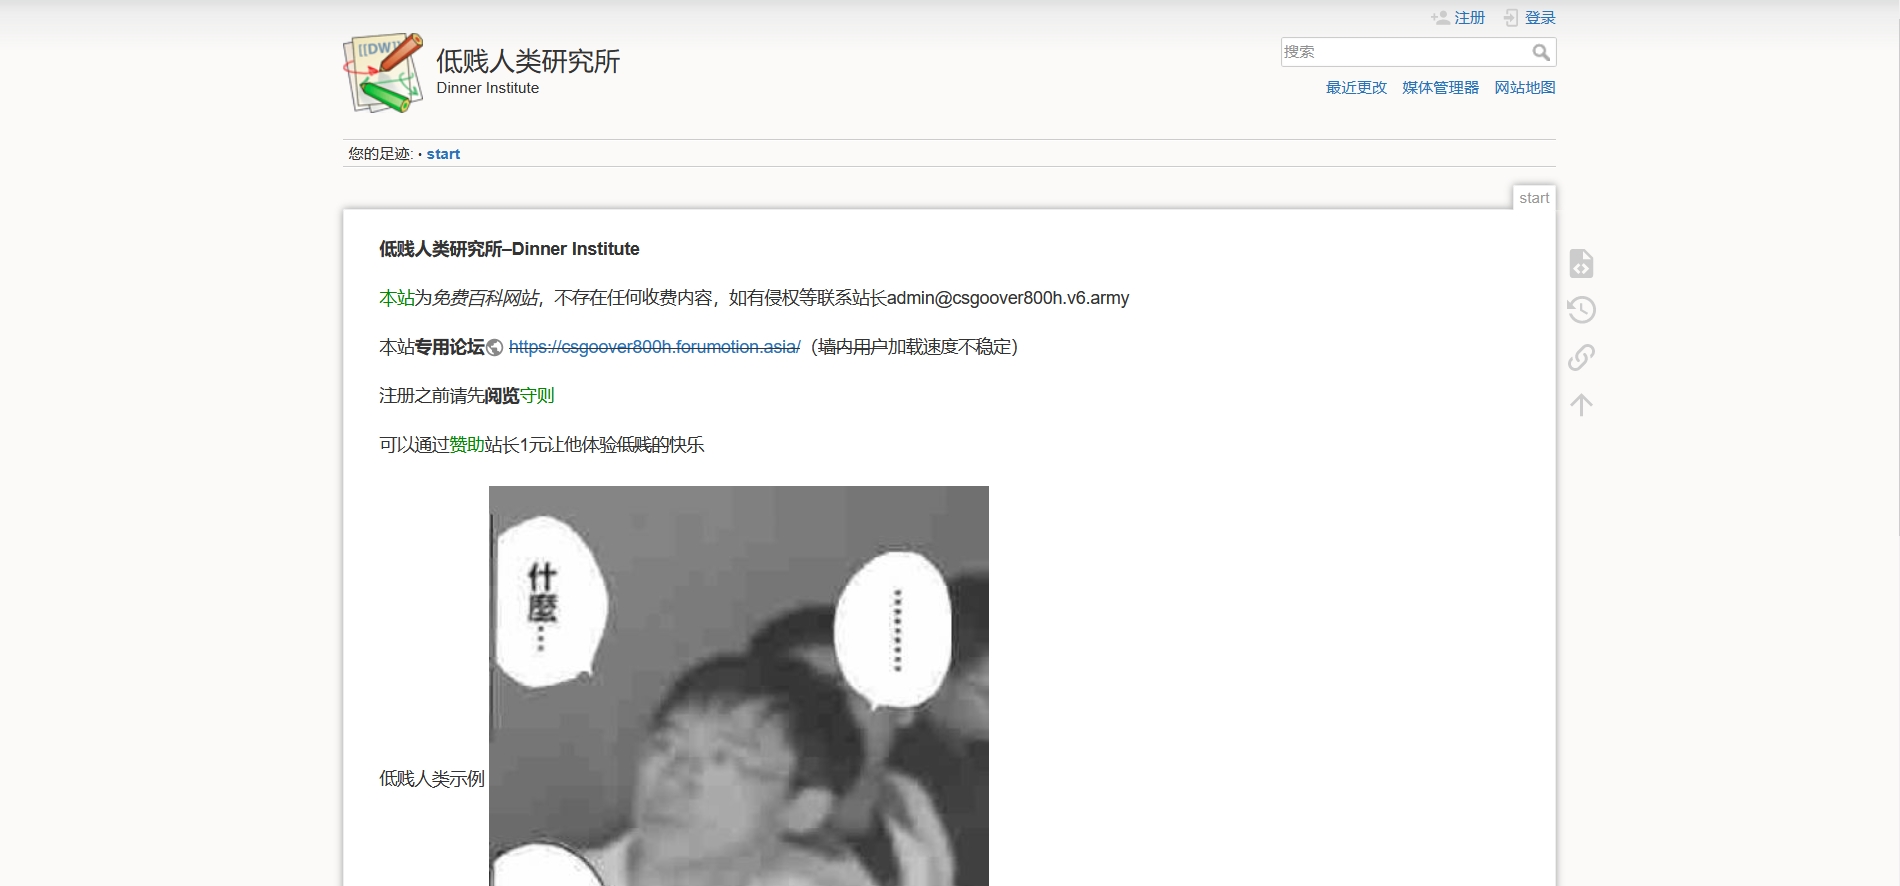 注册 登录
低贱人类研究所
Dinner Institute
搜索
最近更改 媒体管理器 网站地图
您的足迹: • start
start
低贱人类研究所–Dinner Institute
本站为免费百科网站，不存在任何收费内容，如有侵权等联系站长admin@csgoover800h.v6.army
本站专用论坛 https://csgoover800h.forumotion.asia/（墙内用户加载速度不稳定）
注册之前请先阅览守则
可以通过赞助站长1元让他体验低贱的快乐
什麼…
………
低贱人类示例